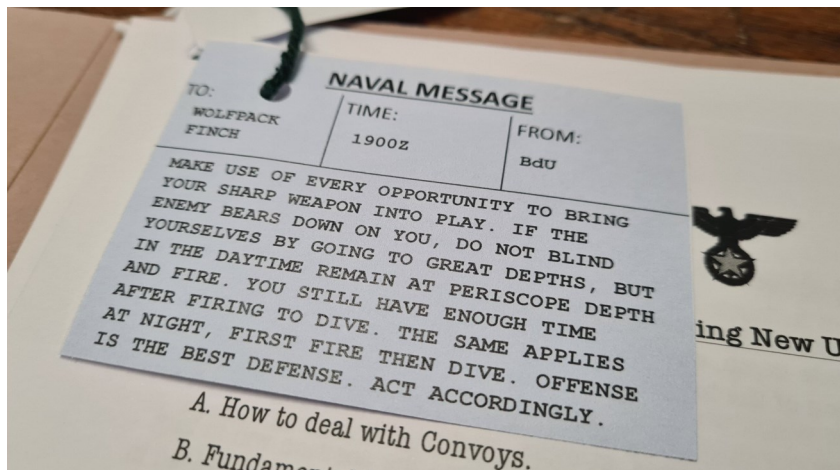 NAVAL MESSAGE
TO:
WOLFPACK
FINCH
TIME:
1900Z
FROM:
BdU
MAKE USE OF EVERY OPPORTUNITY TO BRING
YOUR SHARP WEAPON INTO PLAY. IF THE
ENEMY BEARS DOWN ON YOU, DO NOT BLIND
YOURSELVES BY GOING TO GREAT DEPTHS, BUT
IN THE DAYTIME REMAIN AT PERISCOPE DEPTH
AND FIRE. YOU STILL HAVE ENOUGH TIME
AFTER FIRING TO DIVE. THE SAME APPLIES
AT NIGHT, FIRST FIRE THEN DIVE. OFFENSE
IS THE BEST DEFENSE. ACT ACCORDINGLY.
New
A. How to deal with Convoys.
B.